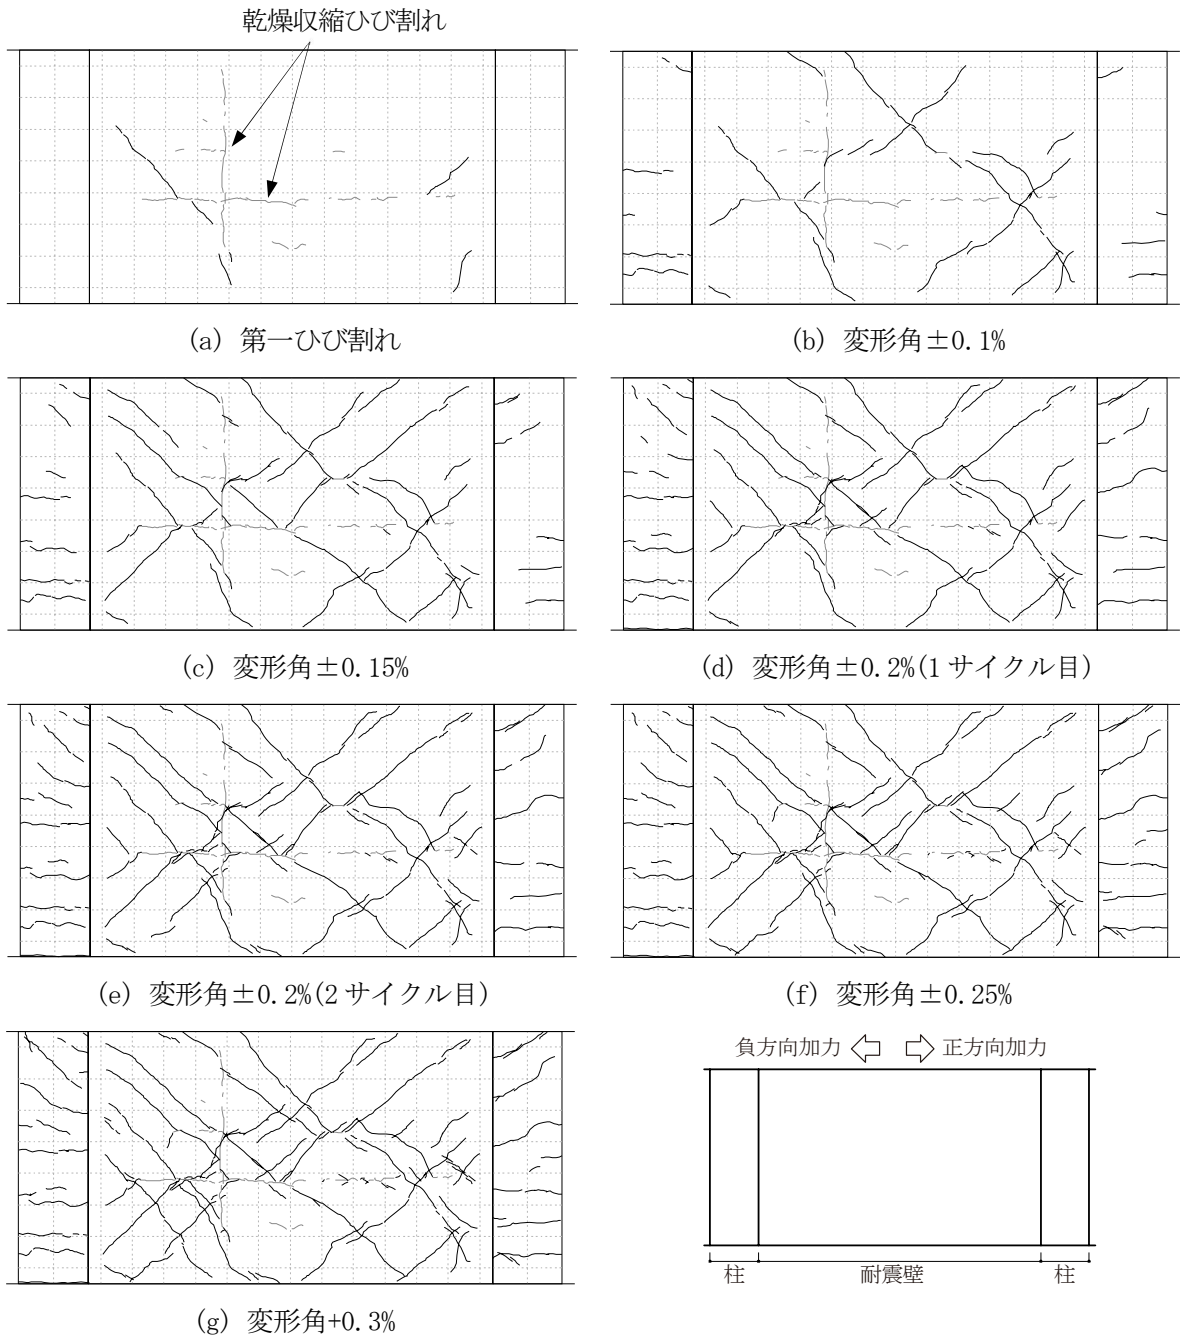 乾燥収縮ひび割れ
(a) 第一ひび割れ
(b) 変形角±0.1%
(c) 変形角±0.15%
(d) 変形角±0.2%(1サイクル目)
(e) 変形角±0.2%(2サイクル目)
(f) 変形角±0.25%
負方向加力 正方向加力
柱 耐震壁 柱
(g) 変形角+0.3%